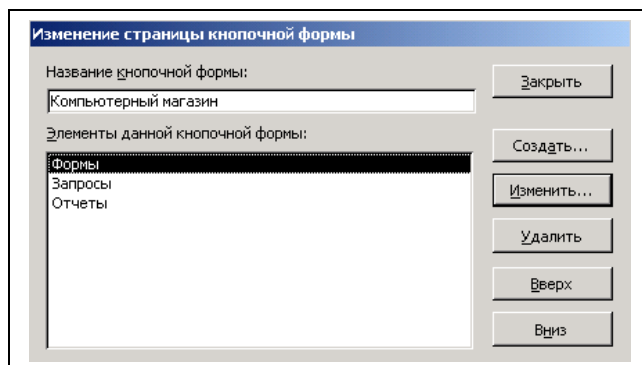 Изменение страницы кнопочной формы
Название кнопочной формы:
Закрыть
Компьютерный магазин
Элементы данной кнопочной формы:
Создать...
Формы
Запросы
Отчеты
Изменить...
Удалить
Вверх
Вниз